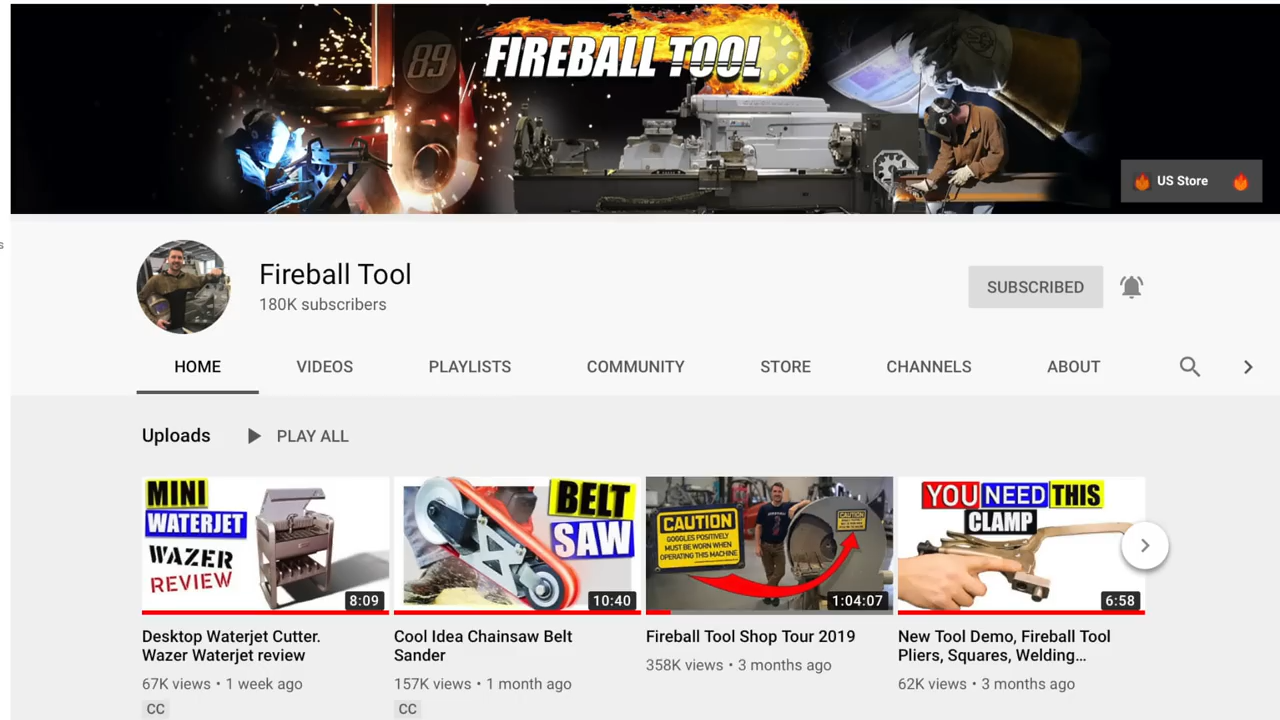 89
FIREBALL TOOL
US Store
s
Fireball Tool
180K subscribers
SUBSCRIBED
HOME VIDEOS PLAYLISTS COMMUNITY STORE CHANNELS ABOUT
Uploads PLAY ALL
MINI
WATERJET
WAZER
REVIEW
8:09
BELT
SAW
10:40
CAUTION
GOGGLES POSITIVELY
MUST BE WORN WHEN
OPERATING THIS MACHINE
CAUTION
1:04:07
YOU NEED THIS
CLAMP
6:58
Desktop Waterjet Cutter.
Wazer Waterjet review
67K views • 1 week ago
CC
Cool Idea Chainsaw Belt
Sander
157K views • 1 month ago
CC
Fireball Tool Shop Tour 2019
358K views • 3 months ago
New Tool Demo, Fireball Tool
Pliers, Squares, Welding...
62K views • 3 months ago